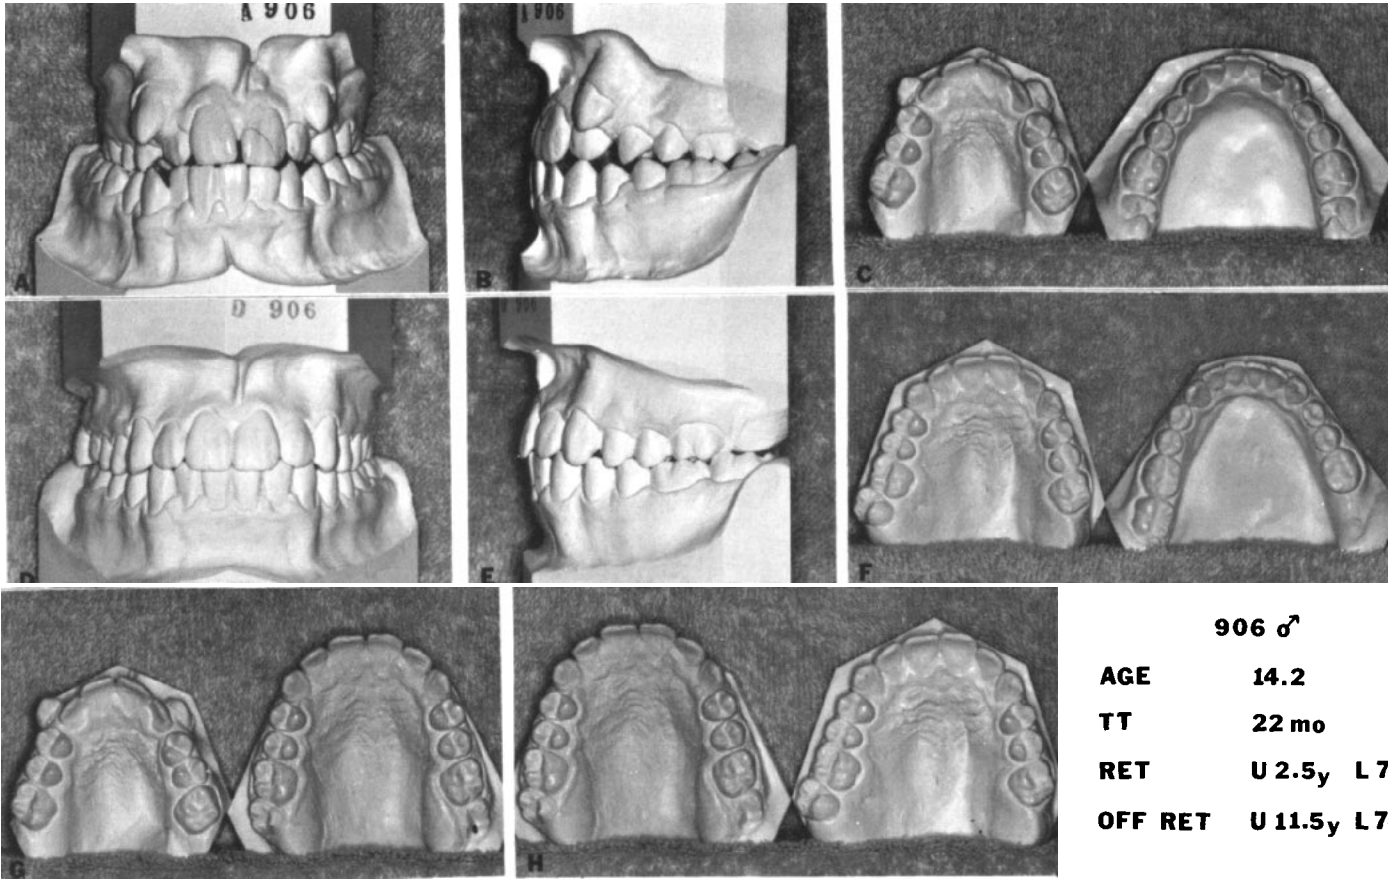 A 906
A 906
A
B
C
D 906
D
E
F
G
H
906 ♂
AGE 14.2
TT 22 mo
RET U 2.5y L 7
OFF RET U 11.5y L 7